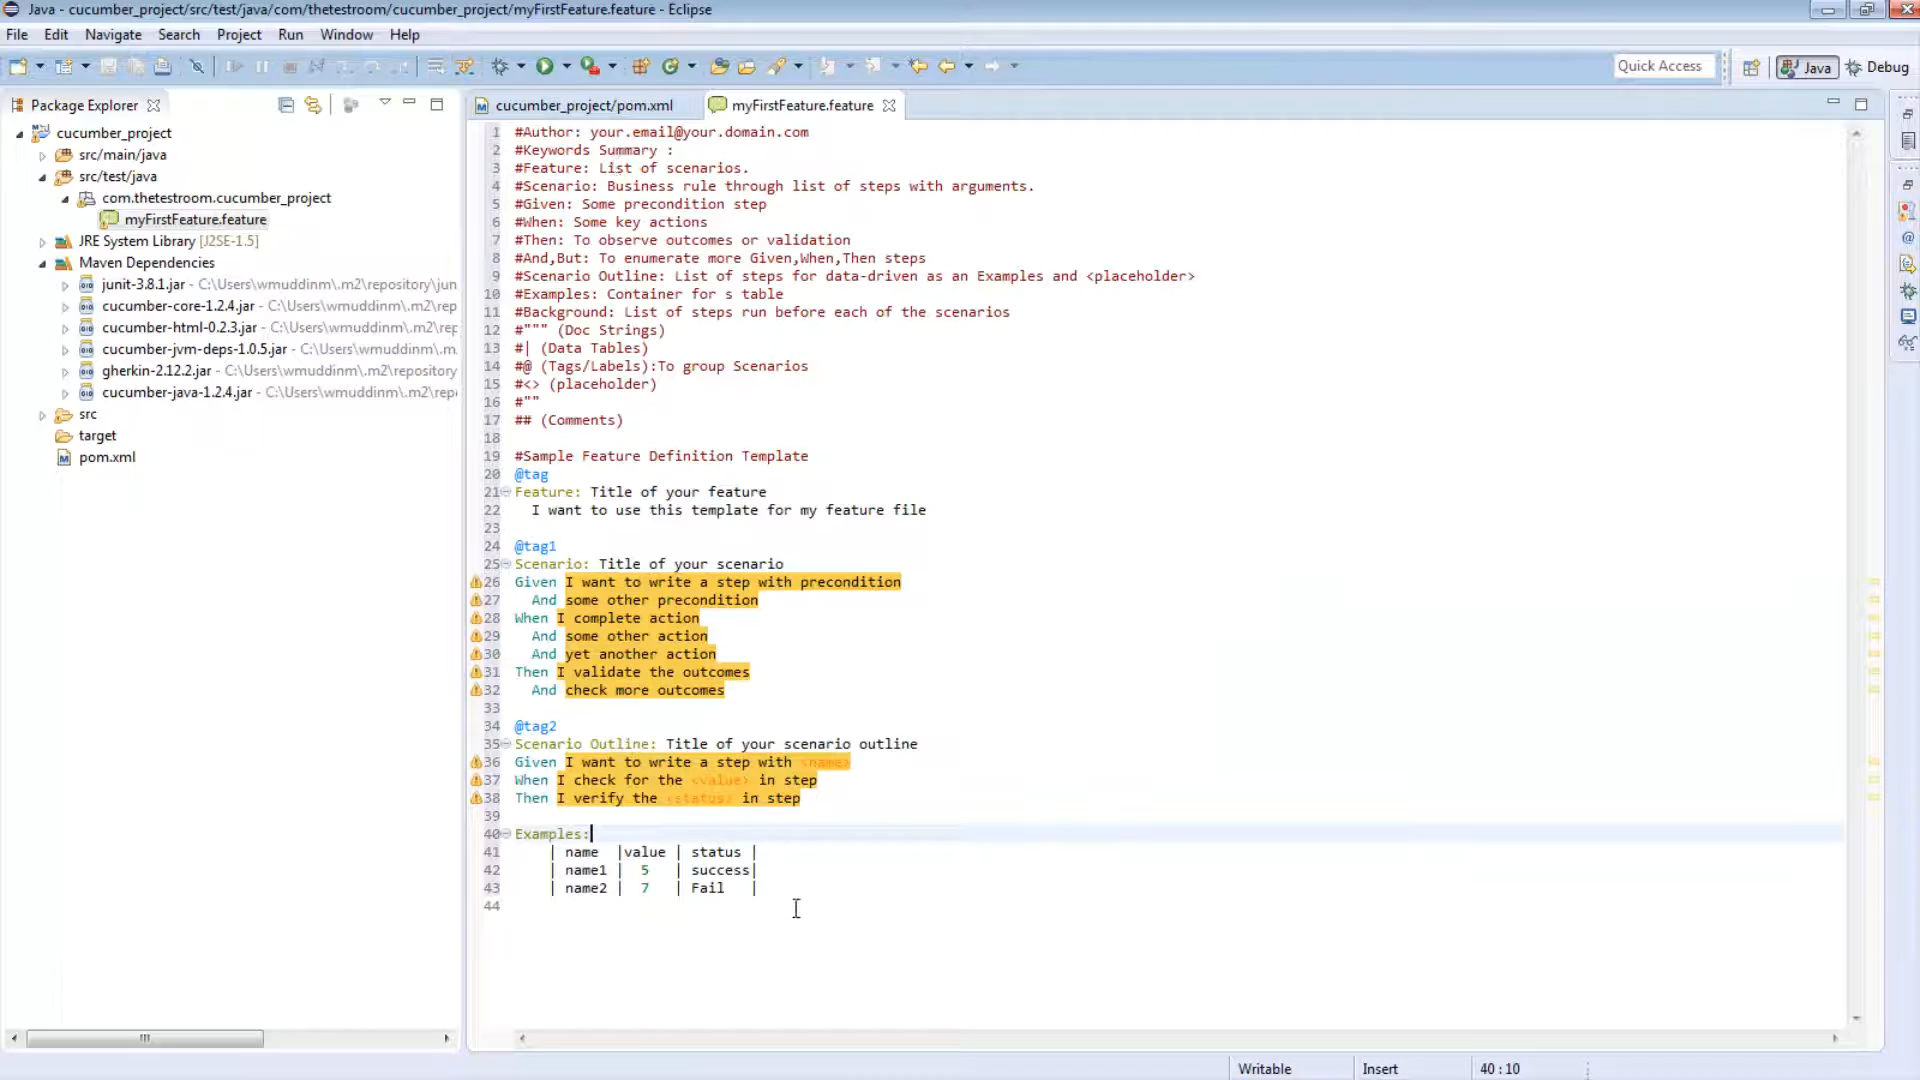 Java - cucumber_project/src/test/java/com/thetestroom/cucumber_project/myFirstFeature.feature - Eclipse
File Edit Navigate Search Project Run Window Help
Quick Access
Java
Debug
Package Explorer
cucumber_project
src/main/java
src/test/java
com.thetestroom.cucumber_project
myFirstFeature.feature
JRE System Library [J2SE-1.5]
Maven Dependencies
junit-3.8.1.jar - C:\Users\wmuddinm\.m2\repository\jun
cucumber-core-1.2.4.jar - C:\Users\wmuddinm\.m2\rep
cucumber-html-0.2.3.jar - C:\Users\wmuddinm\.m2\rep
cucumber-jvm-deps-1.0.5.jar - C:\Users\wmuddinm\.m
gherkin-2.12.2.jar - C:\Users\wmuddinm\.m2\repository
cucumber-java-1.2.4.jar - C:\Users\wmuddinm\.m2\rep
src
target
pom.xml
cucumber_project/pom.xml
myFirstFeature.feature
1 #Author: your.email@your.domain.com
2 #Keywords Summary :
3 #Feature: List of scenarios.
4 #Scenario: Business rule through list of steps with arguments.
5 #Given: Some precondition step
6 #When: Some key actions
7 #Then: To observe outcomes or validation
8 #And,But: To enumerate more Given,When,Then steps
9 #Scenario Outline: List of steps for data-driven as an Examples and <placeholder>
10 #Examples: Container for s table
11 #Background: List of steps run before each of the scenarios
12 #""" (Doc Strings)
13 #| (Data Tables)
14 #@ (Tags/Labels):To group Scenarios
15 #<> (placeholder)
16 #""
17 ## (Comments)
18
19 #Sample Feature Definition Template
20 @tag
21 Feature: Title of your feature
22 I want to use this template for my feature file
23
24 @tag1
25 Scenario: Title of your scenario
26 Given I want to write a step with precondition
27 And some other precondition
28 When I complete action
29 And some other action
30 And yet another action
31 Then I validate the outcomes
32 And check more outcomes
33
34 @tag2
35 Scenario Outline: Title of your scenario outline
36 Given I want to write a step with <name>
37 When I check for the <value> in step
38 Then I verify the <status> in step
39
40 Examples:
41 | name |value | status |
42 | name1 | 5 | success|
43 | name2 | 7 | Fail |
44
Writable Insert 40 : 10